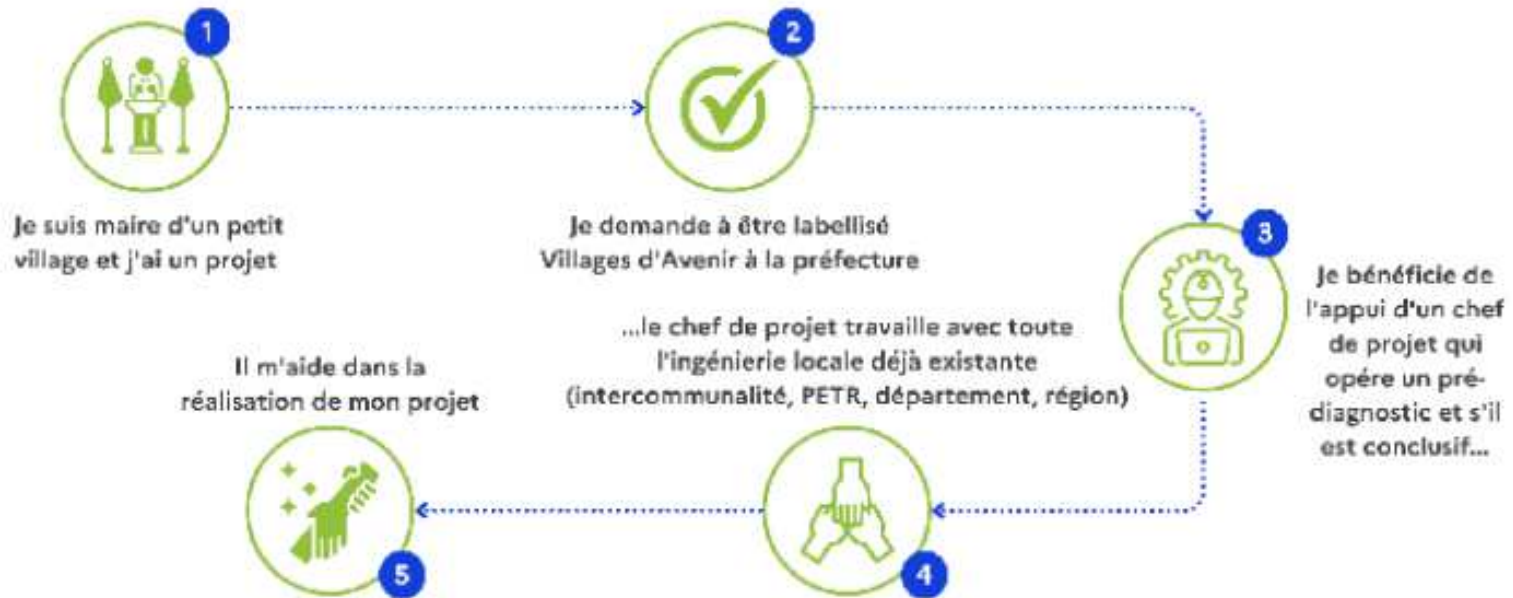 1
Je suis maire d'un petit
village et j'ai un projet
2
Je demande à être labellisé
Villages d'Avenir à la préfecture
3
Je bénéficie de
l'appui d'un chef
de projet qui
opére un pré-
diagnostic et s'il
est conclusif...
...le chef de projet travaille avec toute
l'ingénierie locale déjà existante
(intercommunalité, PETR, département, région)
4
Il m'aide dans la
réalisation de mon projet
5